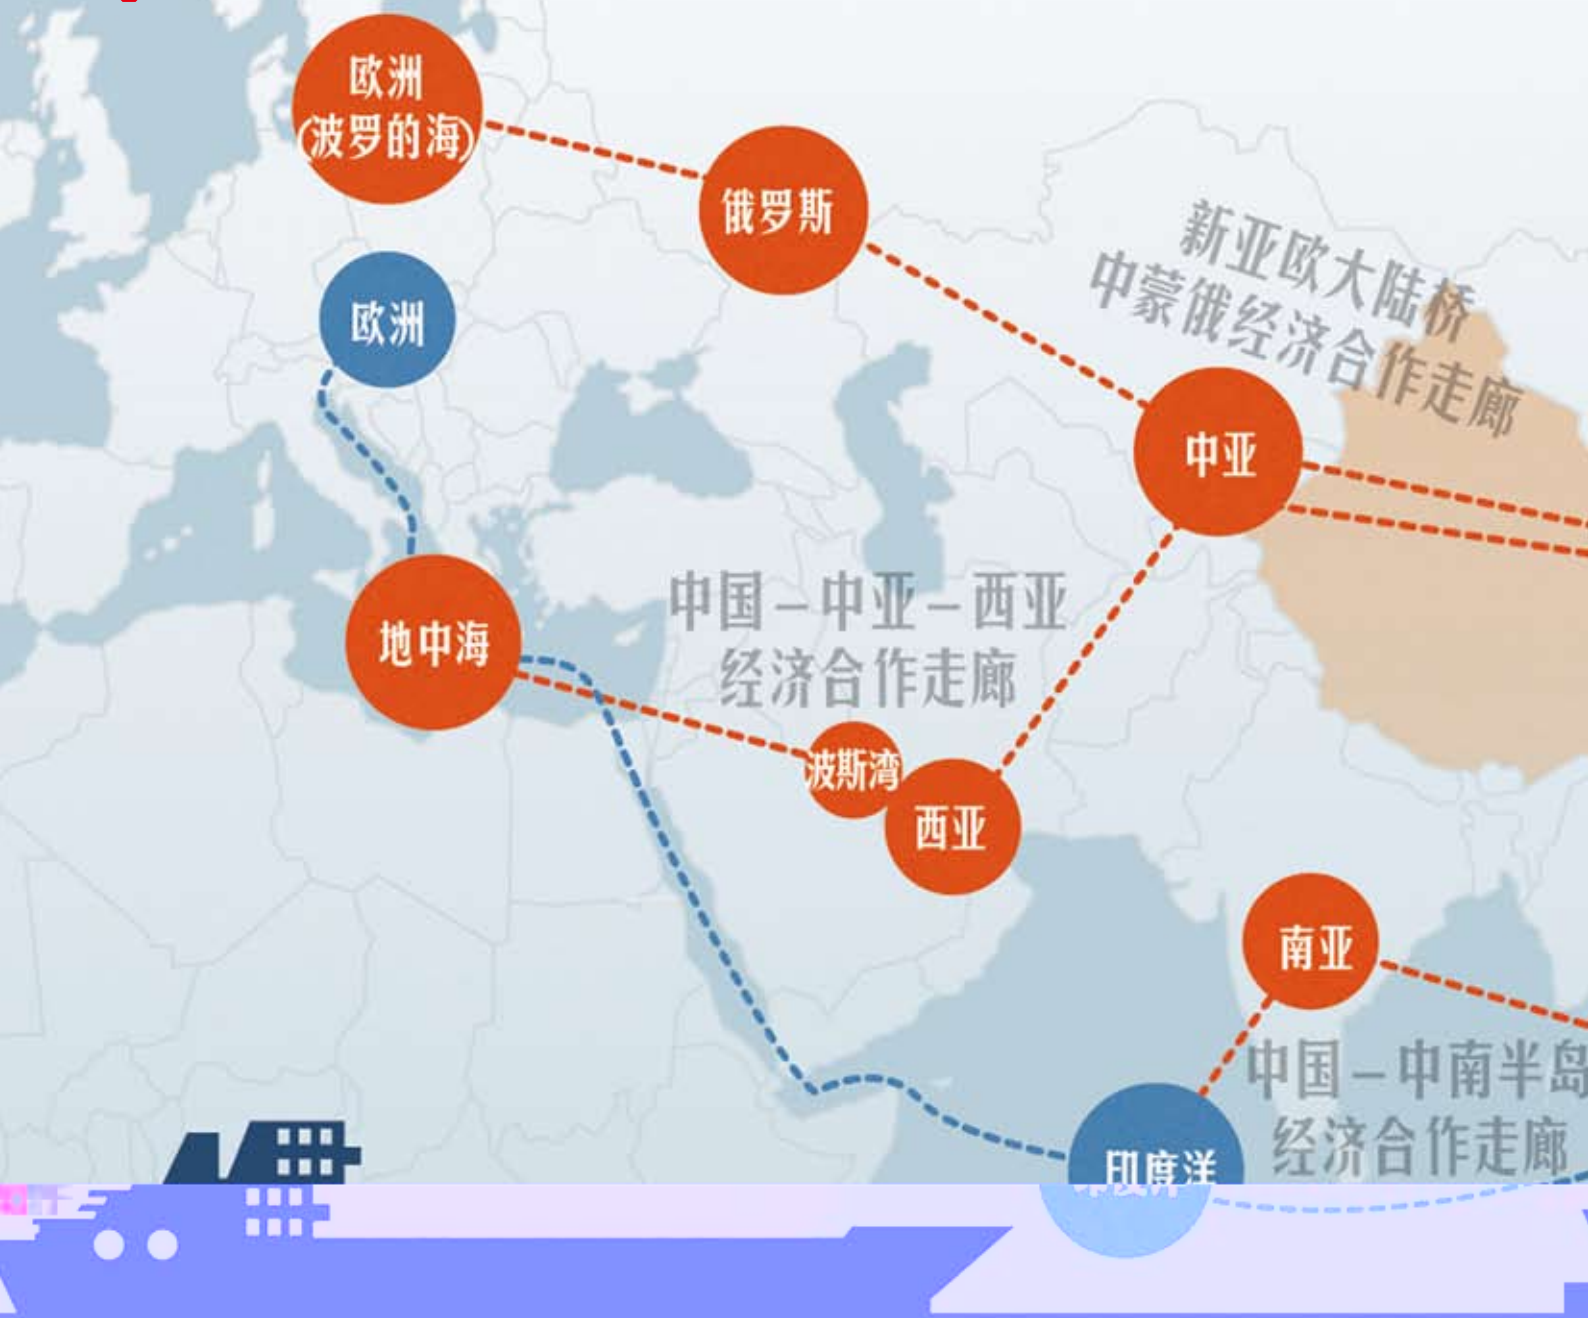 欧洲
(波罗的海)
俄罗斯
新亚欧大陆桥
中蒙俄经济合作走廊
欧洲
中亚
中国－中亚－西亚
经济合作走廊
地中海
波斯湾
西亚
南亚
中国－中南半岛
经济合作走廊
印度洋